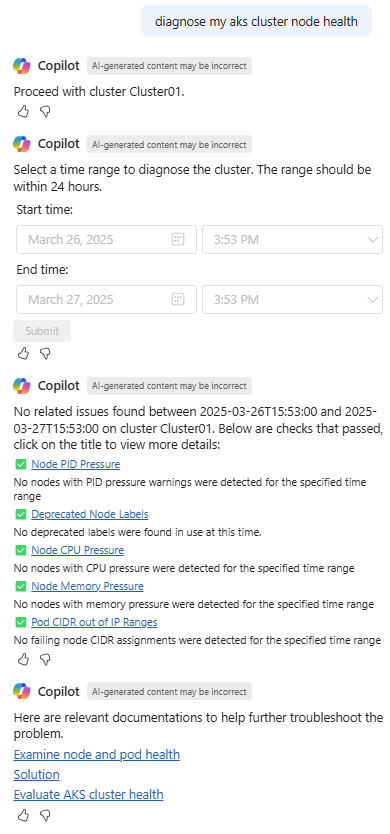 diagnose my aks cluster node health
Copilot AI-generated content may be incorrect
Proceed with cluster Cluster01.
Copilot AI-generated content may be incorrect
Select a time range to diagnose the cluster. The range should be
within 24 hours.
Start time:
March 26, 2025 3:53 PM
End time:
March 27, 2025 3:53 PM
Submit
Copilot AI-generated content may be incorrect
No related issues found between 2025-03-26T15:53:00 and 2025-
03-27T15:53:00 on cluster Cluster01. Below are checks that passed,
click on the title to view more details:
Node PID Pressure
No nodes with PID pressure warnings were detected for the specified time
range
Deprecated Node Labels
No deprecated labels were found in use at this time.
Node CPU Pressure
No nodes with CPU pressure were detected for the specified time range
Node Memory Pressure
No nodes with memory pressure were detected for the specified time range
Pod CIDR out of IP Ranges
No failing node CIDR assignments were detected for the specified time range
Copilot AI-generated content may be incorrect
Here are relevant documentations to help further troubleshoot the
problem.
Examine node and pod health
Solution
Evaluate AKS cluster health